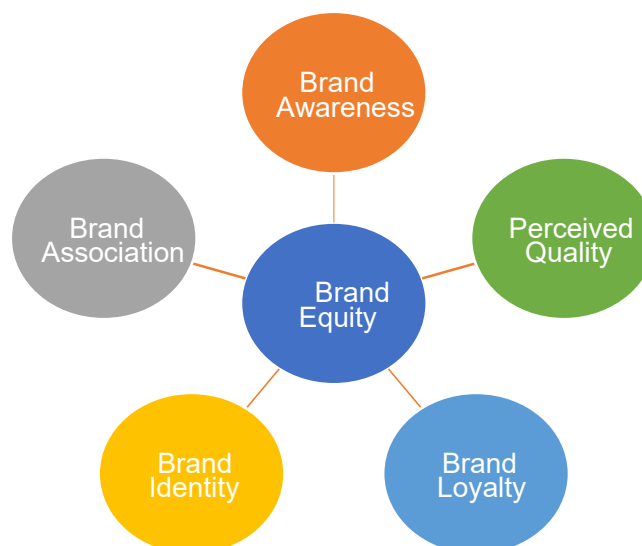 Brand
Awareness
Brand
Association
Perceived
Quality
Brand
Equity
Brand
Identity
Brand
Loyalty